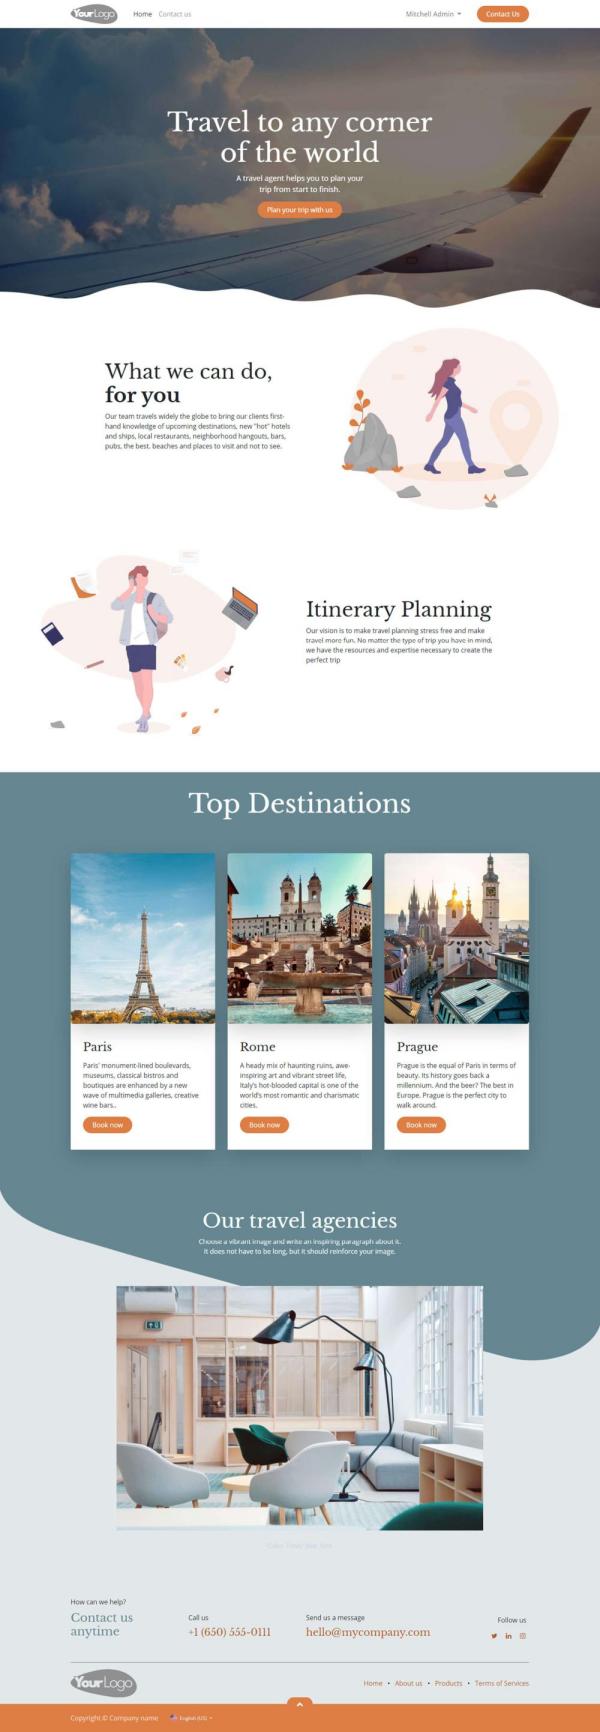 YourLogo
Home
Contact us
Mitchell Admin
Contact Us
Travel to any corner
of the world
A travel agent helps you to plan your
trip from start to finish.
Plan your trip with us
What we can do,
for you
Our team travels widely the globe to bring our clients first-
hand knowledge of upcoming destinations, new "hot" hotels
and ships, local restaurants, neighborhood hangouts, bars,
pubs, the best. beaches and places to visit and not to see.
Itinerary Planning
Our vision is to make travel planning stress free and make
travel more fun. No matter the type of trip you have in mind,
we have the resources and expertise necessary to create the
perfect trip
Top Destinations
Paris
Paris' monument-lined boulevards,
museums, classical bistros and
boutiques are enhanced by a new
wave of multimedia galleries, creative
wine bars..
Book now
Rome
A heady mix of haunting ruins, awe-
inspiring art and vibrant street life,
Italy's hot-blooded capital is one of the
world's most romantic and charismatic
cities.
Book now
Prague
Prague is the equal of Paris in terms of
beauty. Its history goes back a
millennium. And the beer? The best in
Europe. Prague is the perfect city to
walk around.
Book now
Our travel agencies
Choose a vibrant image and write an inspiring paragraph about it.
It does not have to be long, but it should reinforce your image.
How can we help?
Contact us
anytime
Call us
+1 (650) 555-0111
Send us a message
hello@mycompany.com
Follow us
YourLogo
Home • About us • Products • Terms of Services
Copyright © Company name
English (US)